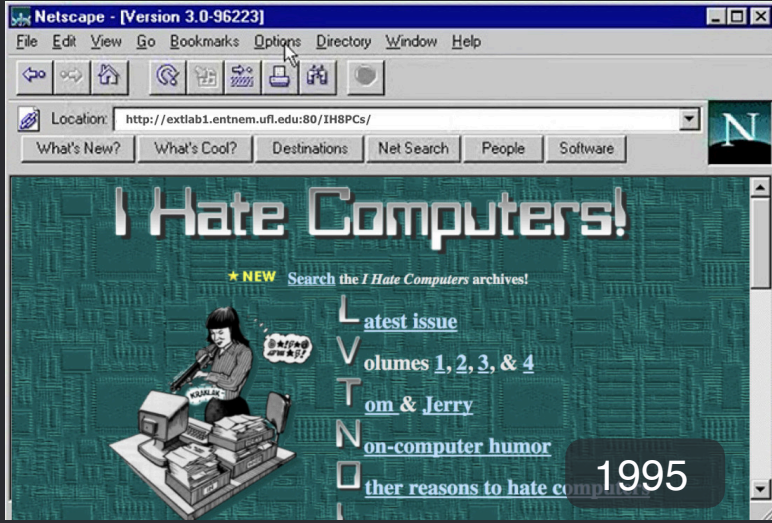 Netscape - [Version 3.0-96223]
File Edit View Go Bookmarks Options Directory Window Help
Location: http://extlab1.entnem.ufl.edu:80/IH8PCs/
N
What's New? What's Cool? Destinations Net Search People Software
I Hate Computers!
★ NEW Search the I Hate Computers archives!
Latest issue
Volumes 1, 2, 3, & 4
Tom & Jerry
Non-computer humor
Other reasons to hate computers
KRAKLAK-
1995